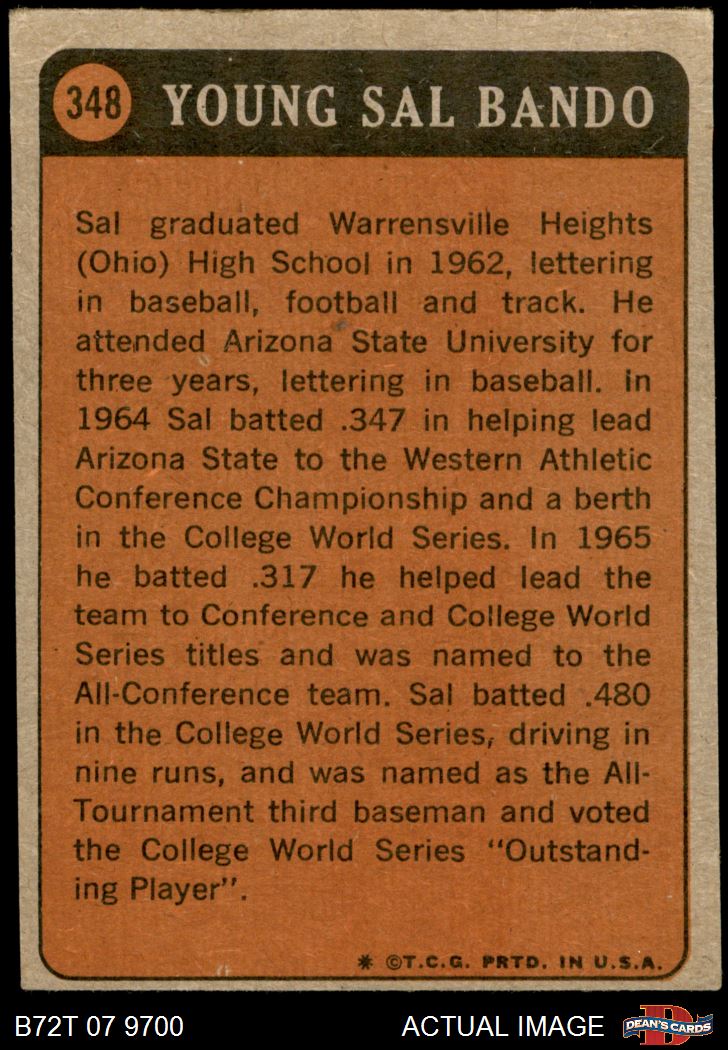 348 YOUNG SAL BANDO
Sal graduated Warrensville Heights
(Ohio) High School in 1962, lettering
in baseball, football and track. He
attended Arizona State University for
three years, lettering in baseball. In
1964 Sal batted .347 in helping lead
Arizona State to the Western Athletic
Conference Championship and a berth
in the College World Series. In 1965
he batted .317 he helped lead the
team to Conference and College World
Series titles and was named to the
All-Conference team. Sal batted .480
in the College World Series, driving in
nine runs, and was named as the All-
Tournament third baseman and voted
the College World Series "Outstand-
ing Player".
* ©T.C.G. PRTD. IN U.S.A.
B72T 07 9700 ACTUAL IMAGE D DEAN'S CARDS